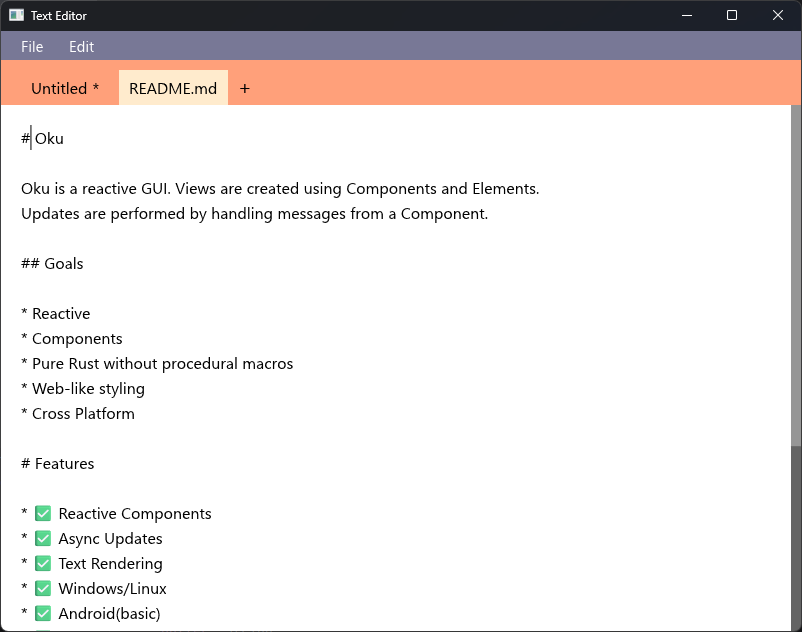 Text Editor
File Edit
Untitled * README.md +
# Oku
Oku is a reactive GUI. Views are created using Components and Elements.
Updates are performed by handling messages from a Component.
## Goals
* Reactive
* Components
* Pure Rust without procedural macros
* Web-like styling
* Cross Platform
# Features
* ✅ Reactive Components
* ✅ Async Updates
* ✅ Text Rendering
* ✅ Windows/Linux
* ✅ Android(basic)